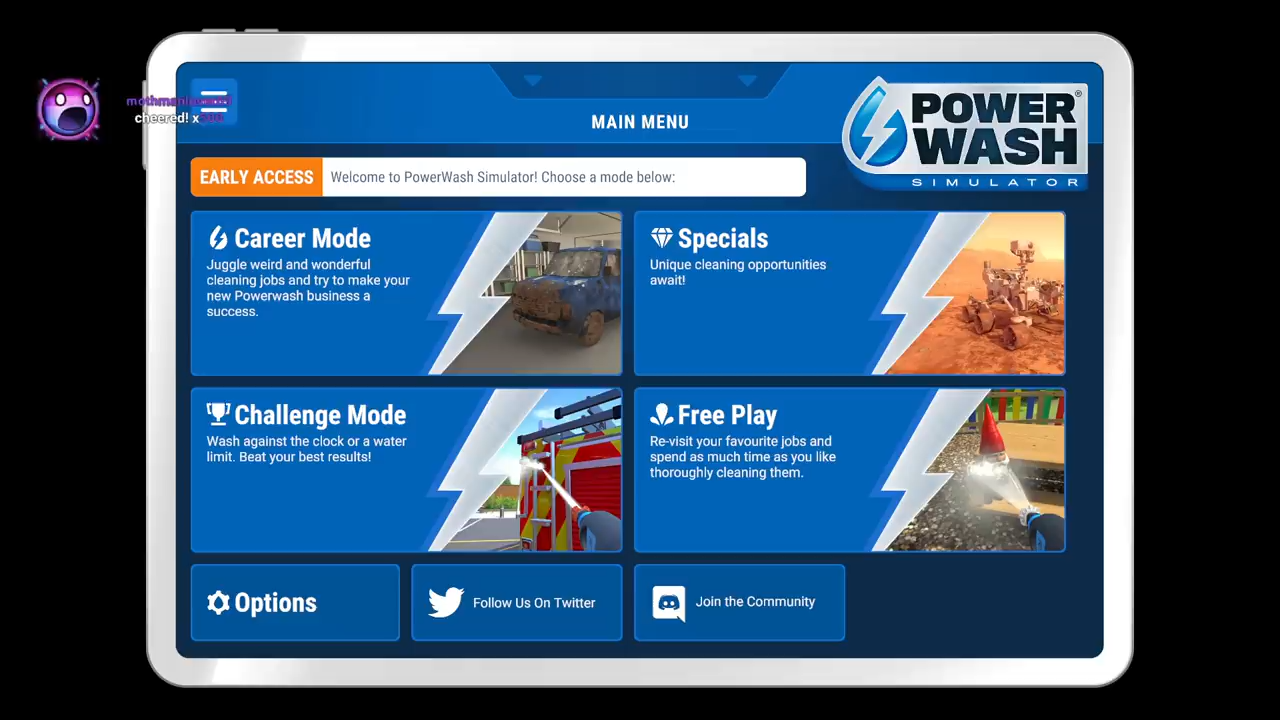 cheered!
MAIN MENU
POWER
WASH
SIMULATOR
EARLY ACCESS
Welcome to PowerWash Simulator! Choose a mode below:
Career Mode
Juggle weird and wonderful
cleaning jobs and try to make your
new Powerwash business a
success.
Specials
Unique cleaning opportunities
await!
Challenge Mode
Wash against the clock or a water
limit. Beat your best results!
Free Play
Re-visit your favourite jobs and
spend as much time as you like
thoroughly cleaning them.
Options
Follow Us On Twitter
Join the Community